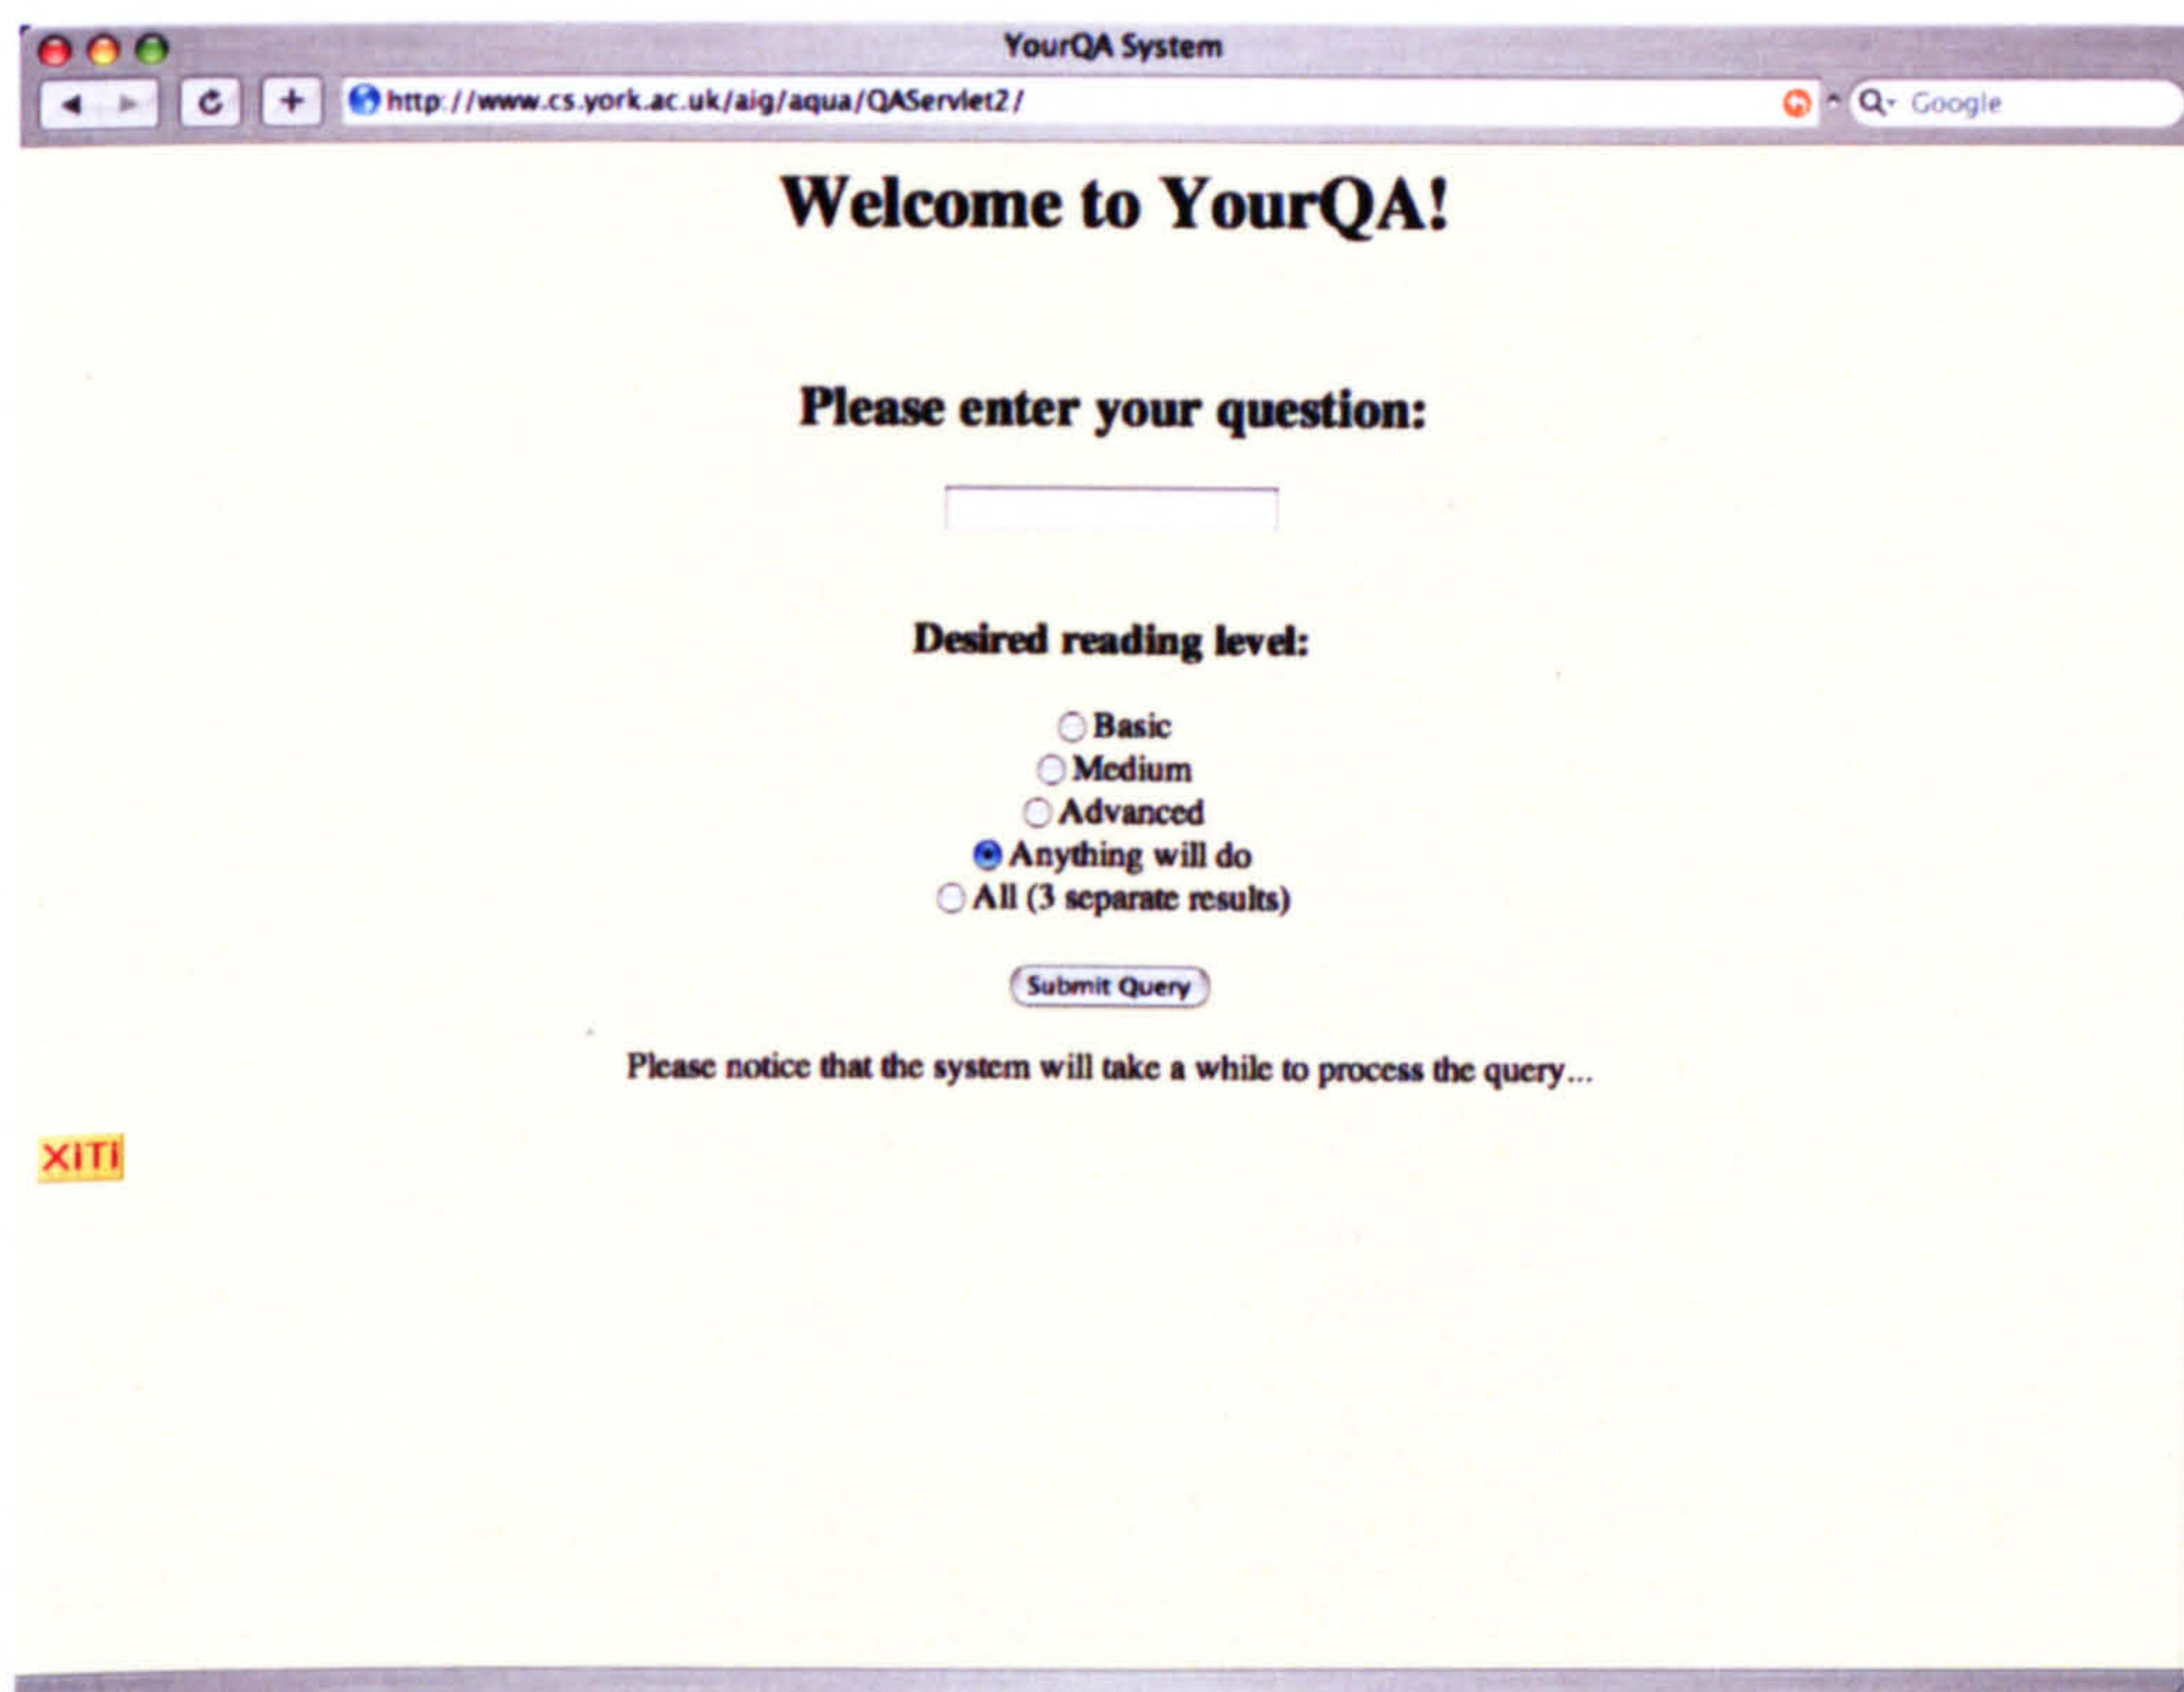 YourQA System
http://www.cs.york.ac.uk/aig/aqua/QAServlet2/
Google
Welcome to YourQA!
Please enter your question:
Desired reading level:
Basic
Medium
Advanced
Anything will do
All (3 separate results)
Submit Query
Please notice that the system will take a while to process the query...
XiTi